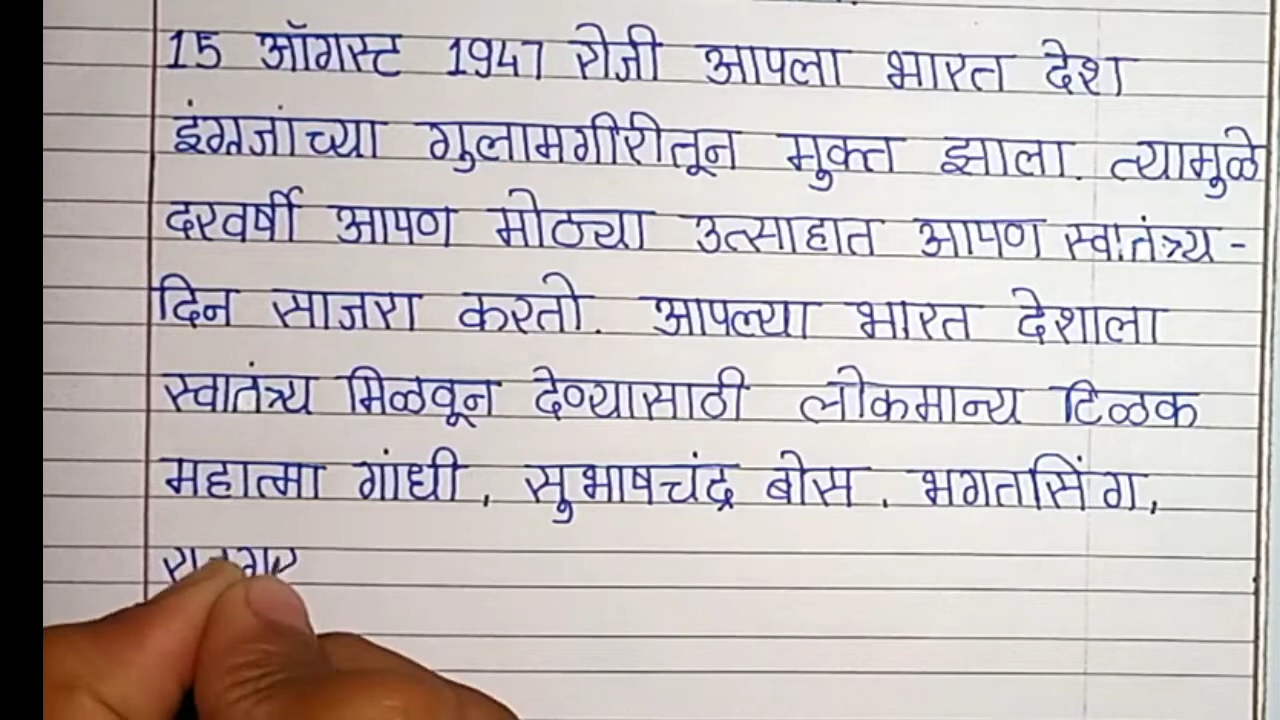 15 ऑगस्ट 1947 रोजी आपला भारत देश
इंग्रजांच्या गुलामगीरीतून मुक्त झाला. त्यामुळे
दरवर्षी आपण मोठ्या उत्साहात आपण स्वातंत्र्य -
दिन साजरा करतो. आपल्या भारत देशाला
स्वातंत्र्य मिळवून देण्यासाठी लोकमान्य टिळक
महात्मा गांधी, सुभाषचंद्र बोस, भगतसिंग,